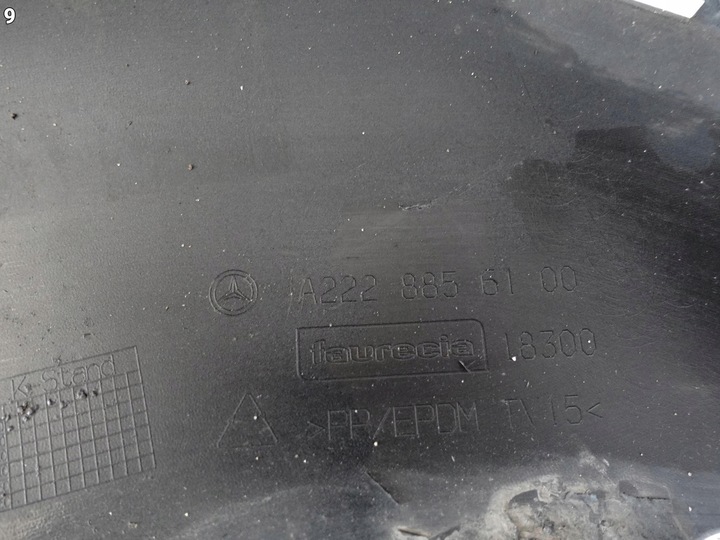 9
A222 885 61 00
faurecia 18300
K-Stand
>PP/EPDM TV15<